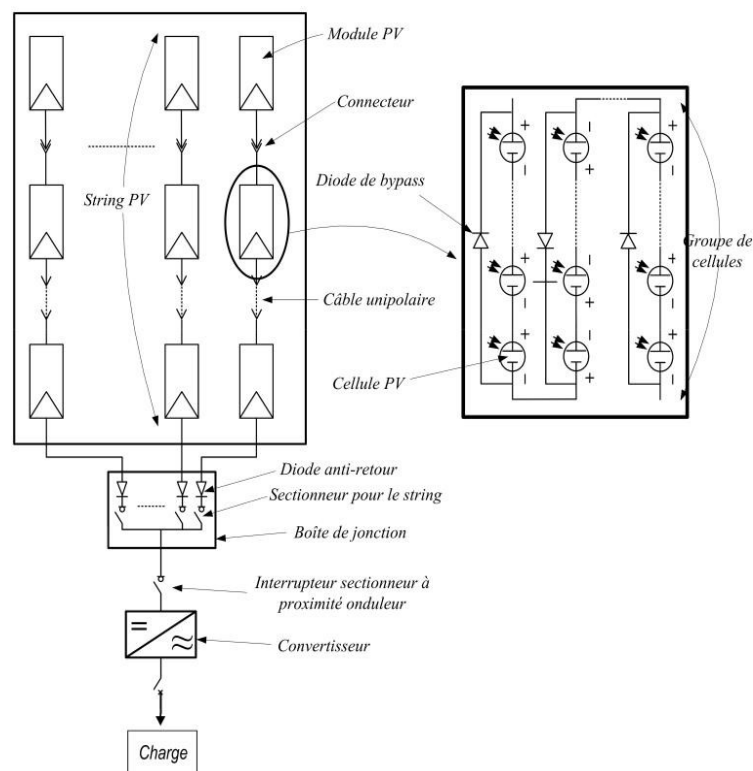 Module PV
Connecteur
String PV
Diode de bypass
Groupe de
cellules
Câble unipolaire
Cellule PV
Diode anti-retour
Sectionneur pour le string
Boîte de jonction
Interrupteur sectionneur à
proximité onduleur
Convertisseur
Charge